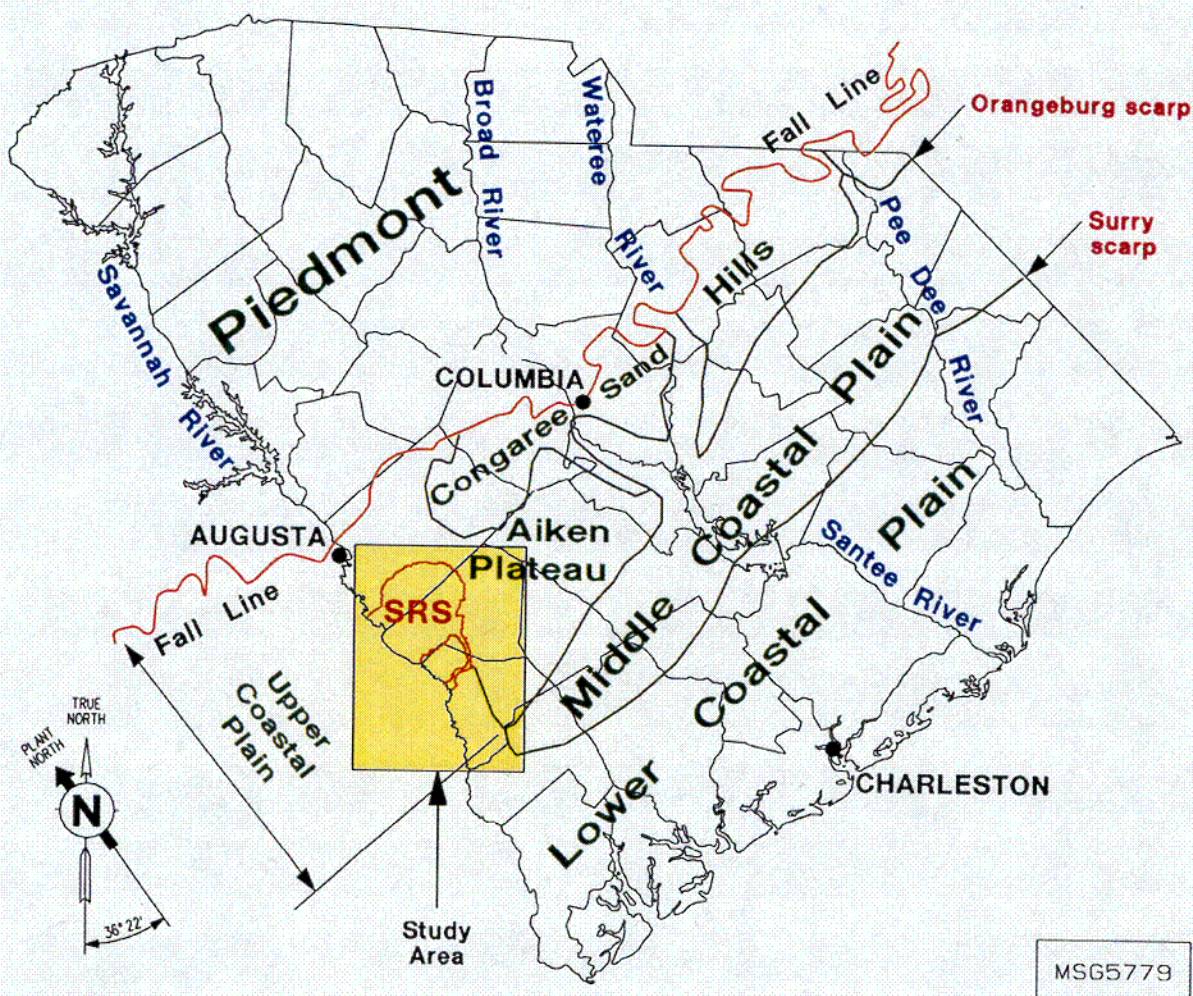 Broad River
Wateree River
Fall Line
Orangeburg scarp
Piedmont
Savannah River
Pee Dee River
Surry
scarp
Sand Hills
COLUMBIA
Congaree
Middle Coastal Plain
AUGUSTA
Aiken
Plateau
Santee River
SRS
Fall Line
Lower Coastal Plain
Upper
Coastal
Plain
TRUE
NORTH
PLANT
NORTH
N
36° 22'
CHARLESTON
Study
Area
MSG5779